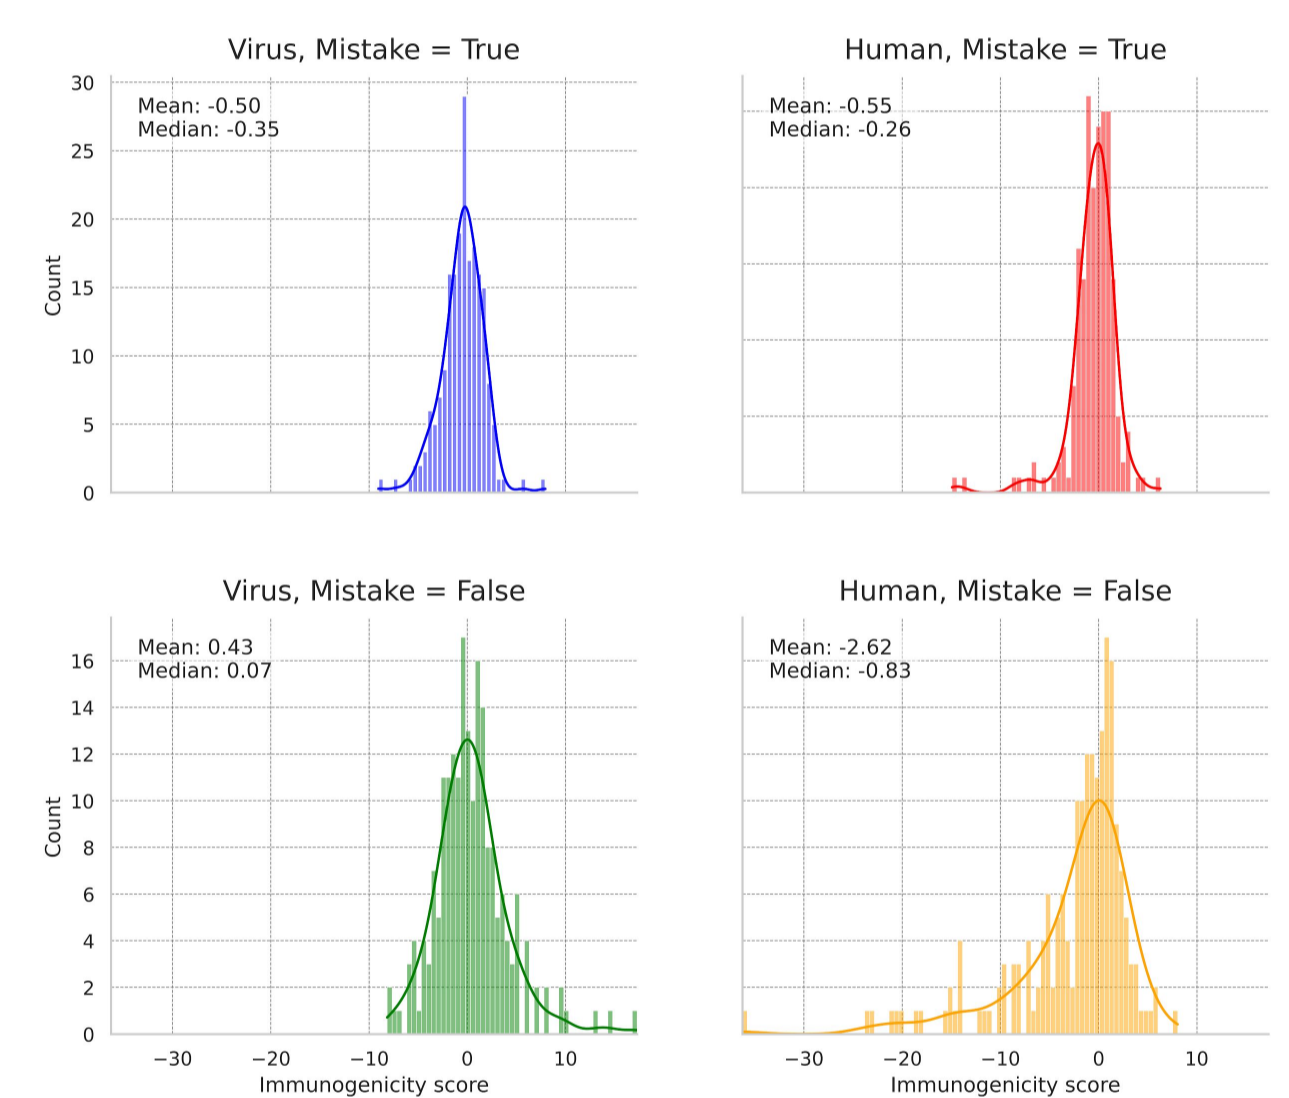 Virus, Mistake = True
Mean: -0.50
Median: -0.35
30
25
20
15
10
5
0
Count
Human, Mistake = True
Mean: -0.55
Median: -0.26
Virus, Mistake = False
Mean: 0.43
Median: 0.07
16
14
12
10
8
6
4
2
0
Count
−30 −20 −10 0 10
Immunogenicity score
Human, Mistake = False
Mean: -2.62
Median: -0.83
−30 −20 −10 0 10
Immunogenicity score